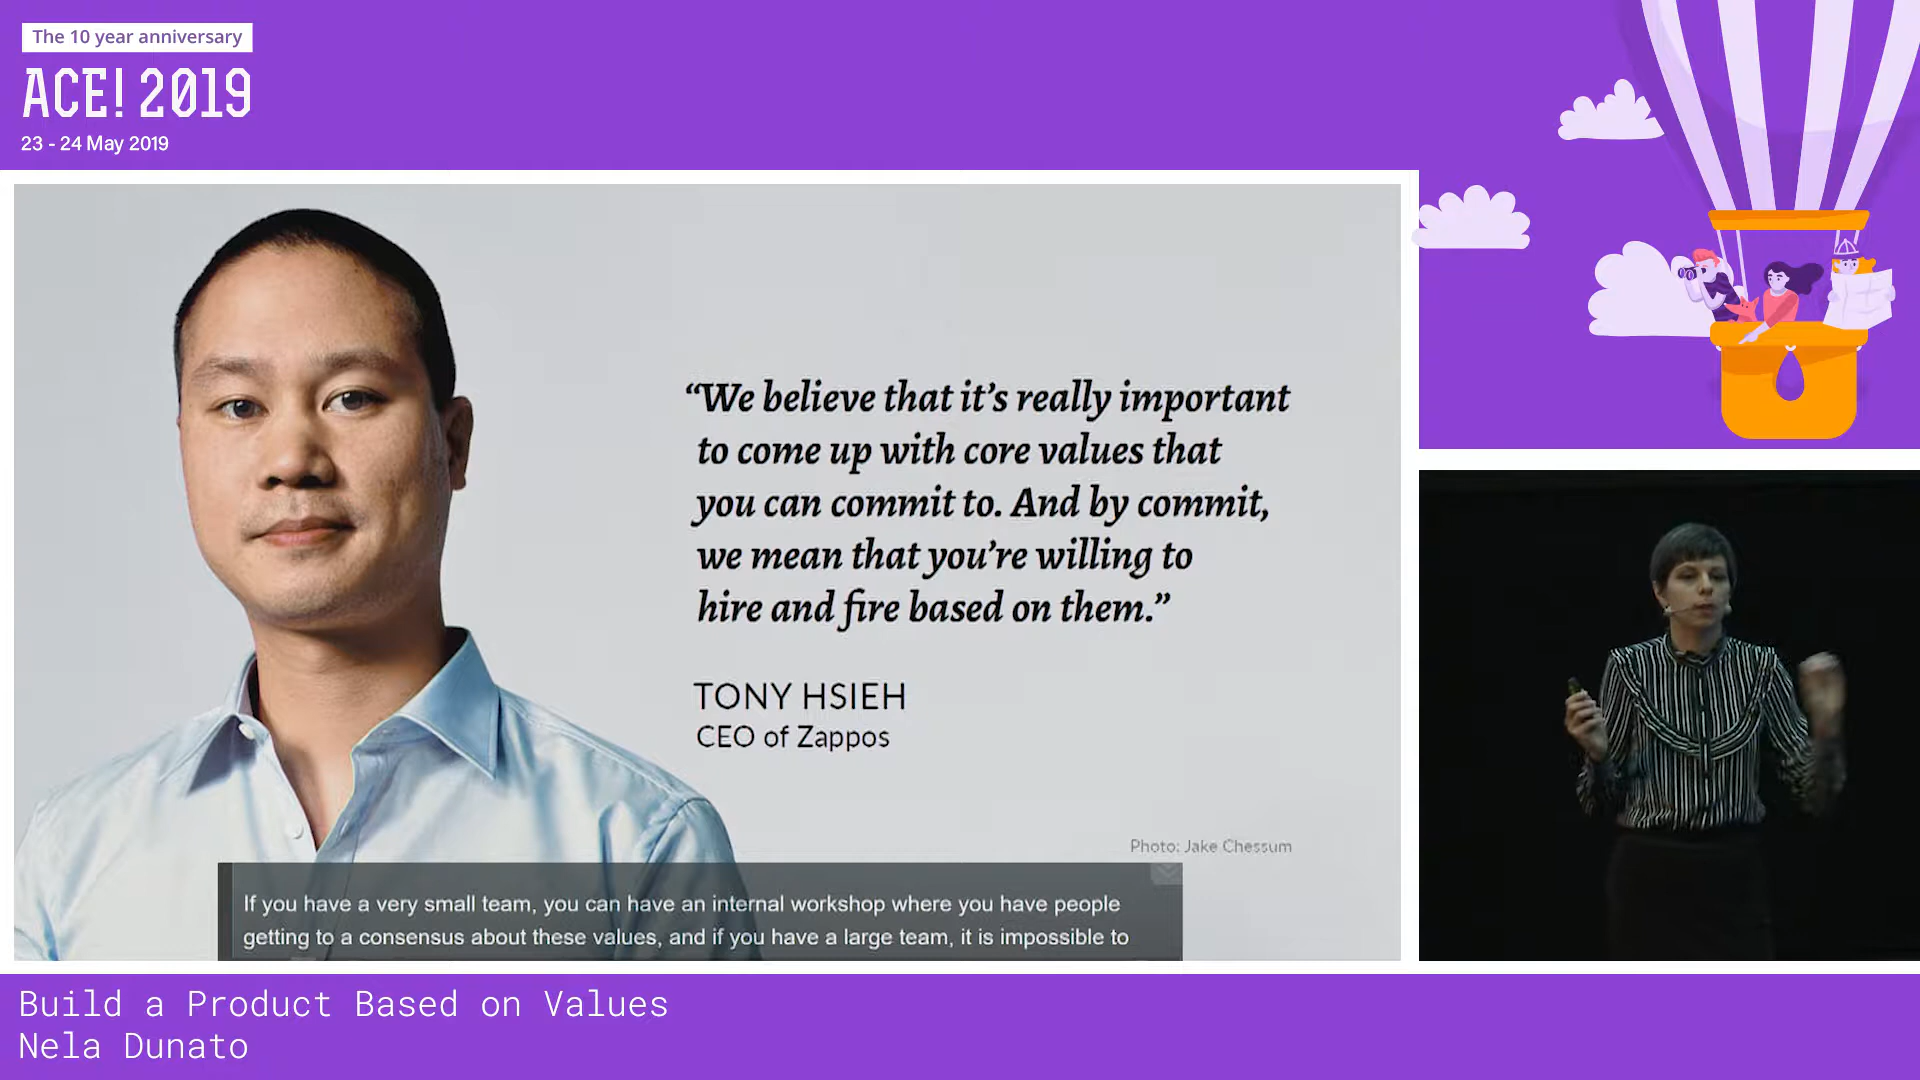 The 10 year anniversary
ACE! 2019
23 - 24 May 2019
“We believe that it’s really important
to come up with core values that
you can commit to. And by commit,
we mean that you’re willing to
hire and fire based on them.”
TONY HSIEH
CEO of Zappos
Photo: Jake Chessum
If you have a very small team, you can have an internal workshop where you have people
getting to a consensus about these values, and if you have a large team, it is impossible to
Build a Product Based on Values
Nela Dunato